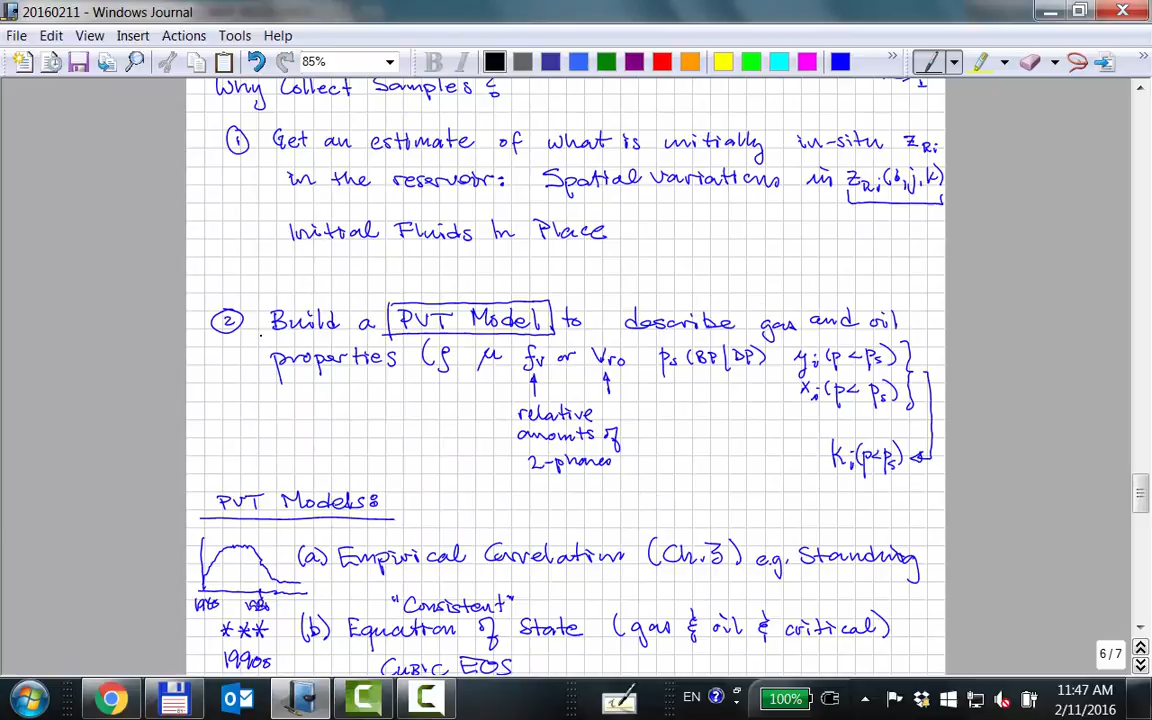 20160211 - Windows Journal
File Edit View Insert Actions Tools Help
85%
Why Collect Samples :
① Get an estimate of what is initially in-situ zRi
in the reservoir: Spatial variations in zRi(i,j,k)
Initial Fluids In Place
② Build a PVT Model to describe gas and oil
properties (ρ μ fv or Vro ps(BP|DP) yi(p<ps)}
xi(p<ps)}
relative
amounts of
2-phases
Ki(p<ps)
PVT Models:
(a) Empirical Correlation (Ch.3) e.g. Standing
"Consistent"
*** (b) Equation of State (gas & oil & critical)
1990s
Cubic EOS
6 / 7
EN
100%
11:47 AM
2/11/2016